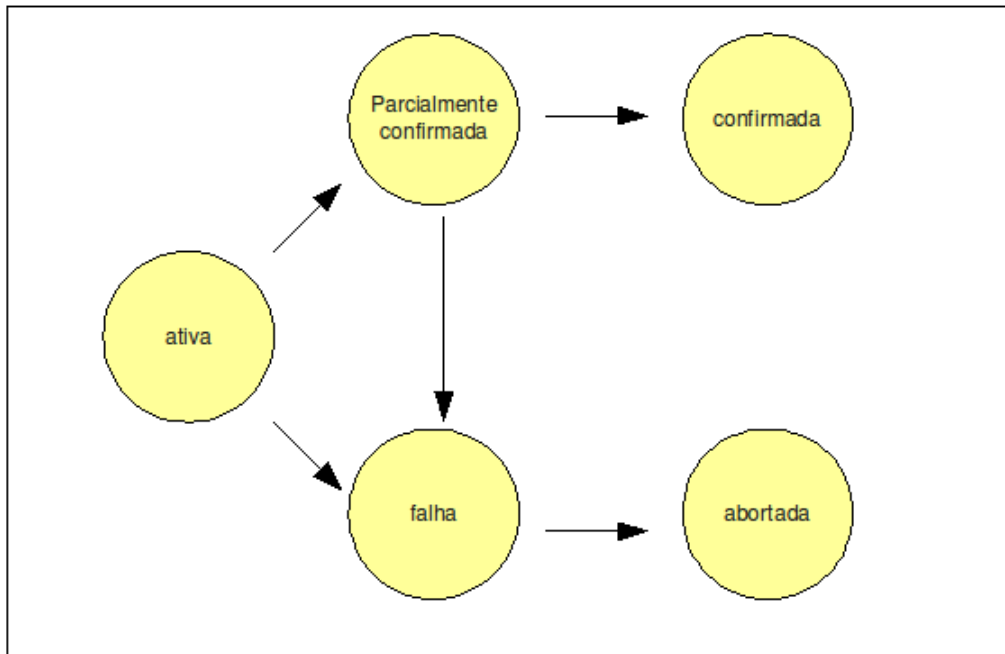 Parcialmente
confirmada
confirmada
ativa
falha
abortada